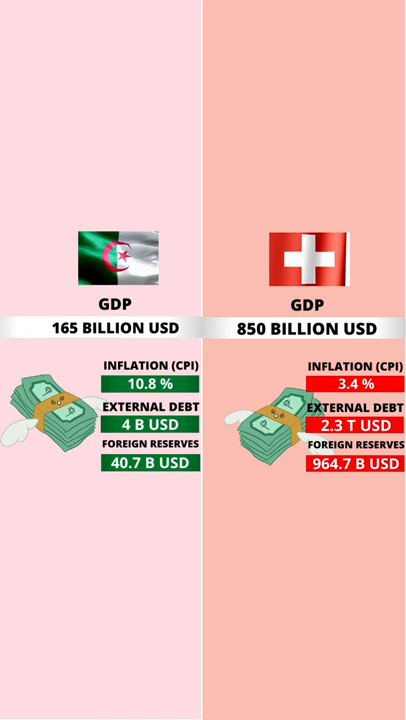 GDP
165 BILLION USD
INFLATION (CPI)
10.8 %
EXTERNAL DEBT
4 B USD
FOREIGN RESERVES
40.7 B USD
GDP
850 BILLION USD
INFLATION (CPI)
3.4 %
EXTERNAL DEBT
2.3 T USD
FOREIGN RESERVES
964.7 B USD